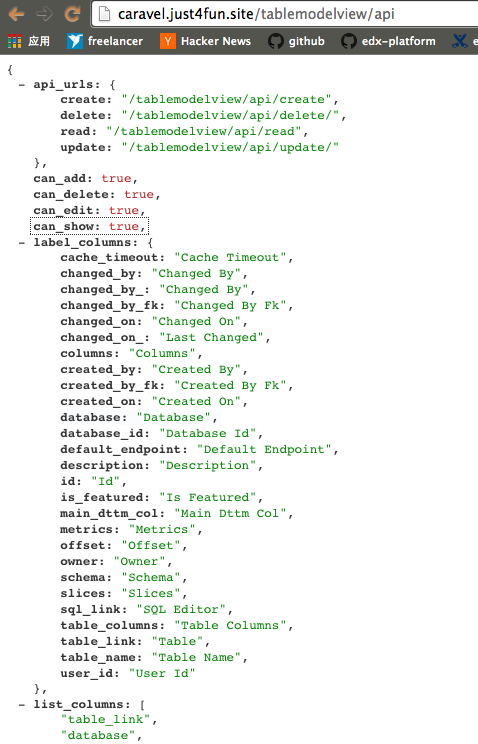 caravel.just4fun.site/tablemodelview/api
应用 freelancer Y Hacker News github edx-platform e
{
– api_urls: {
create: "/tablemodelview/api/create",
delete: "/tablemodelview/api/delete/",
read: "/tablemodelview/api/read",
update: "/tablemodelview/api/update/"
},
can_add: true,
can_delete: true,
can_edit: true,
can_show: true,
– label_columns: {
cache_timeout: "Cache Timeout",
changed_by: "Changed By",
changed_by_: "Changed By",
changed_by_fk: "Changed By Fk",
changed_on: "Changed On",
changed_on_: "Last Changed",
columns: "Columns",
created_by: "Created By",
created_by_fk: "Created By Fk",
created_on: "Created On",
database: "Database",
database_id: "Database Id",
default_endpoint: "Default Endpoint",
description: "Description",
id: "Id",
is_featured: "Is Featured",
main_dttm_col: "Main Dttm Col",
metrics: "Metrics",
offset: "Offset",
owner: "Owner",
schema: "Schema",
slices: "Slices",
sql_link: "SQL Editor",
table_columns: "Table Columns",
table_link: "Table",
table_name: "Table Name",
user_id: "User Id"
},
– list_columns: [
"table_link",
"database",